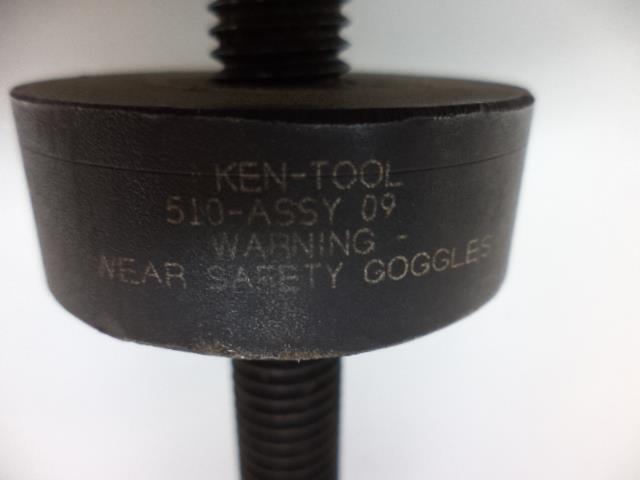 KEN-TOOL
510-ASSY 09
WARNING -
WEAR SAFETY GOGGLES